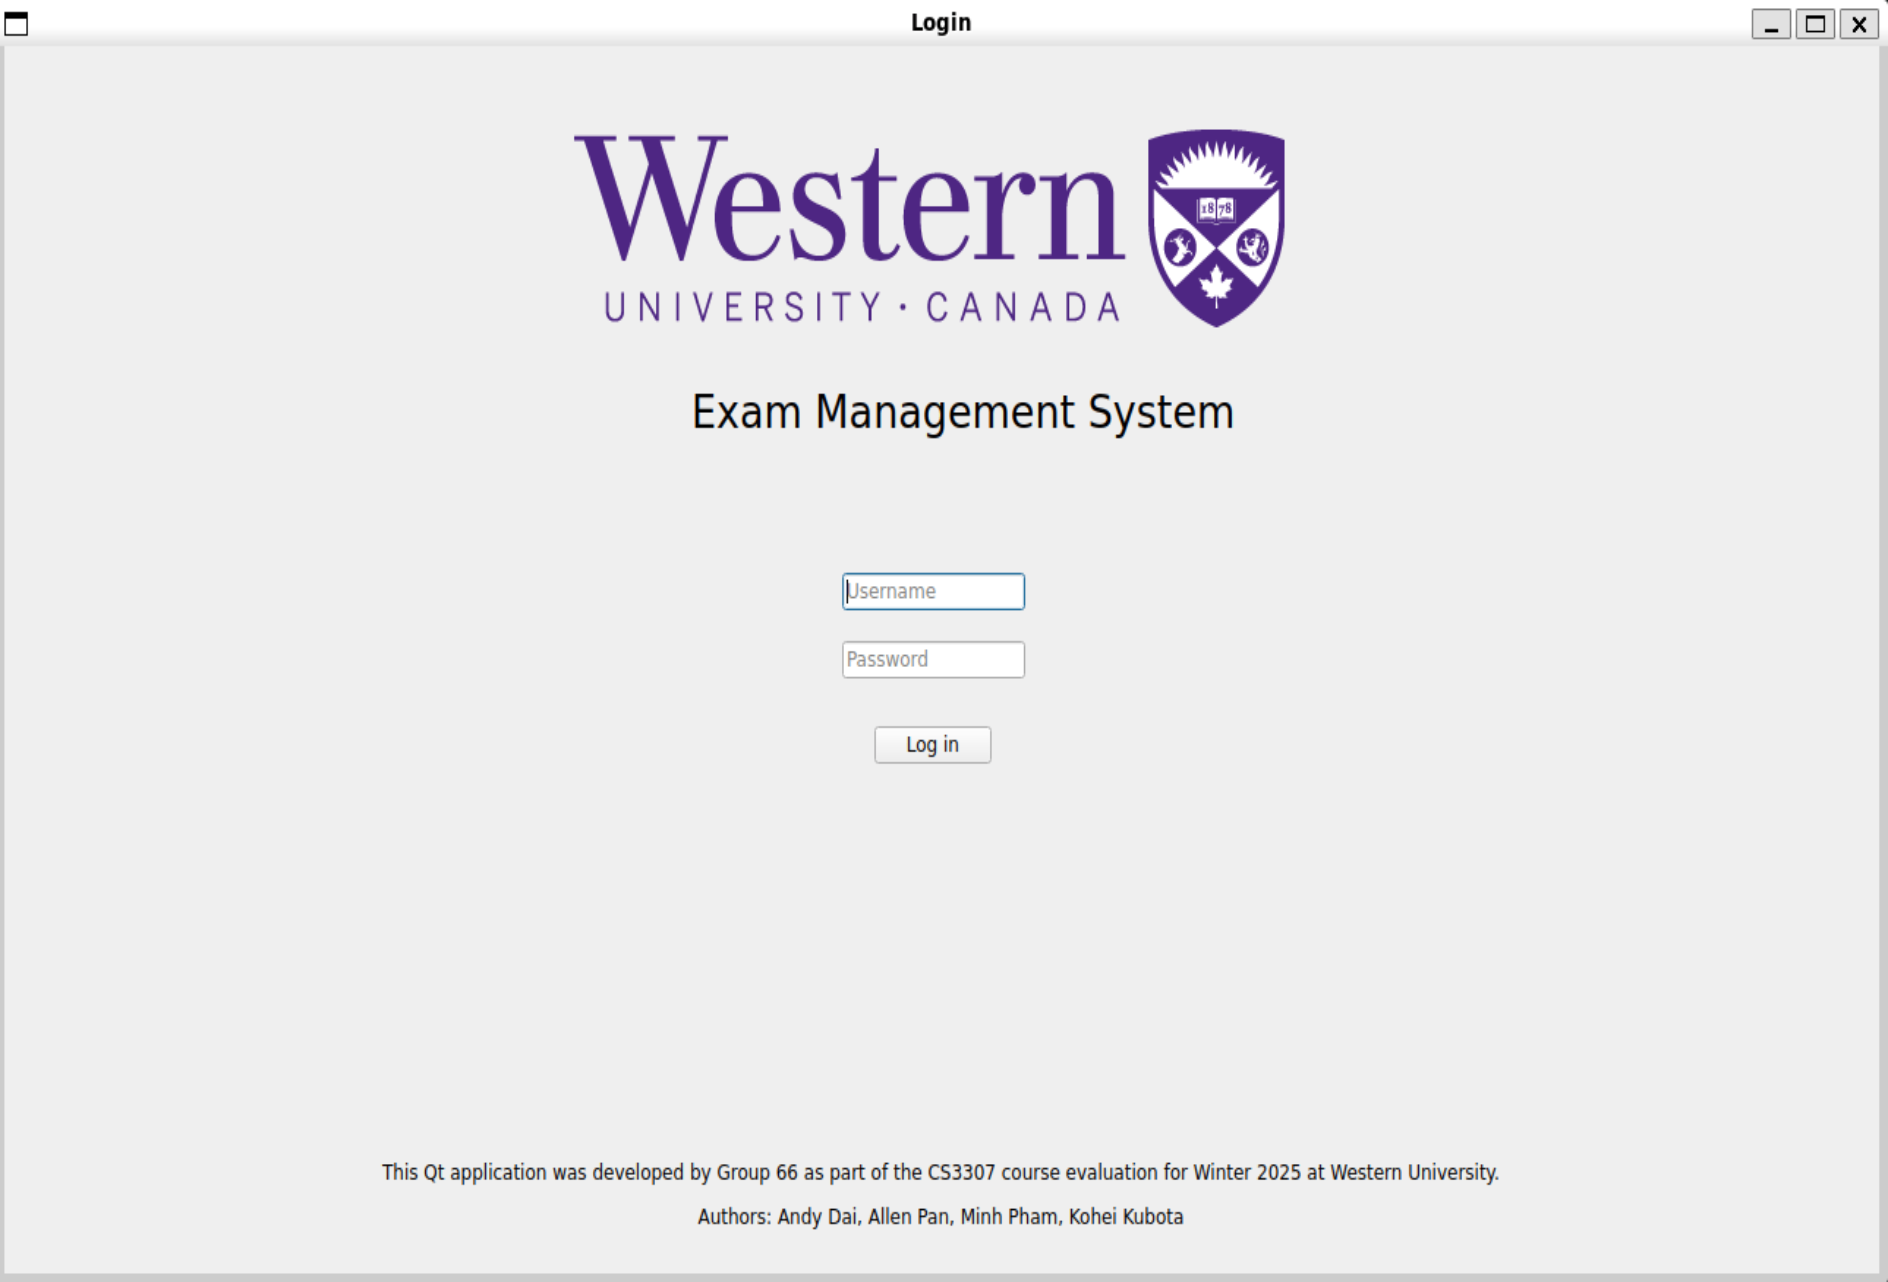 Login
Western
UNIVERSITY · CANADA
1878
Exam Management System
Username
Password
Log in
This Qt application was developed by Group 66 as part of the CS3307 course evaluation for Winter 2025 at Western University.
Authors: Andy Dai, Allen Pan, Minh Pham, Kohei Kubota